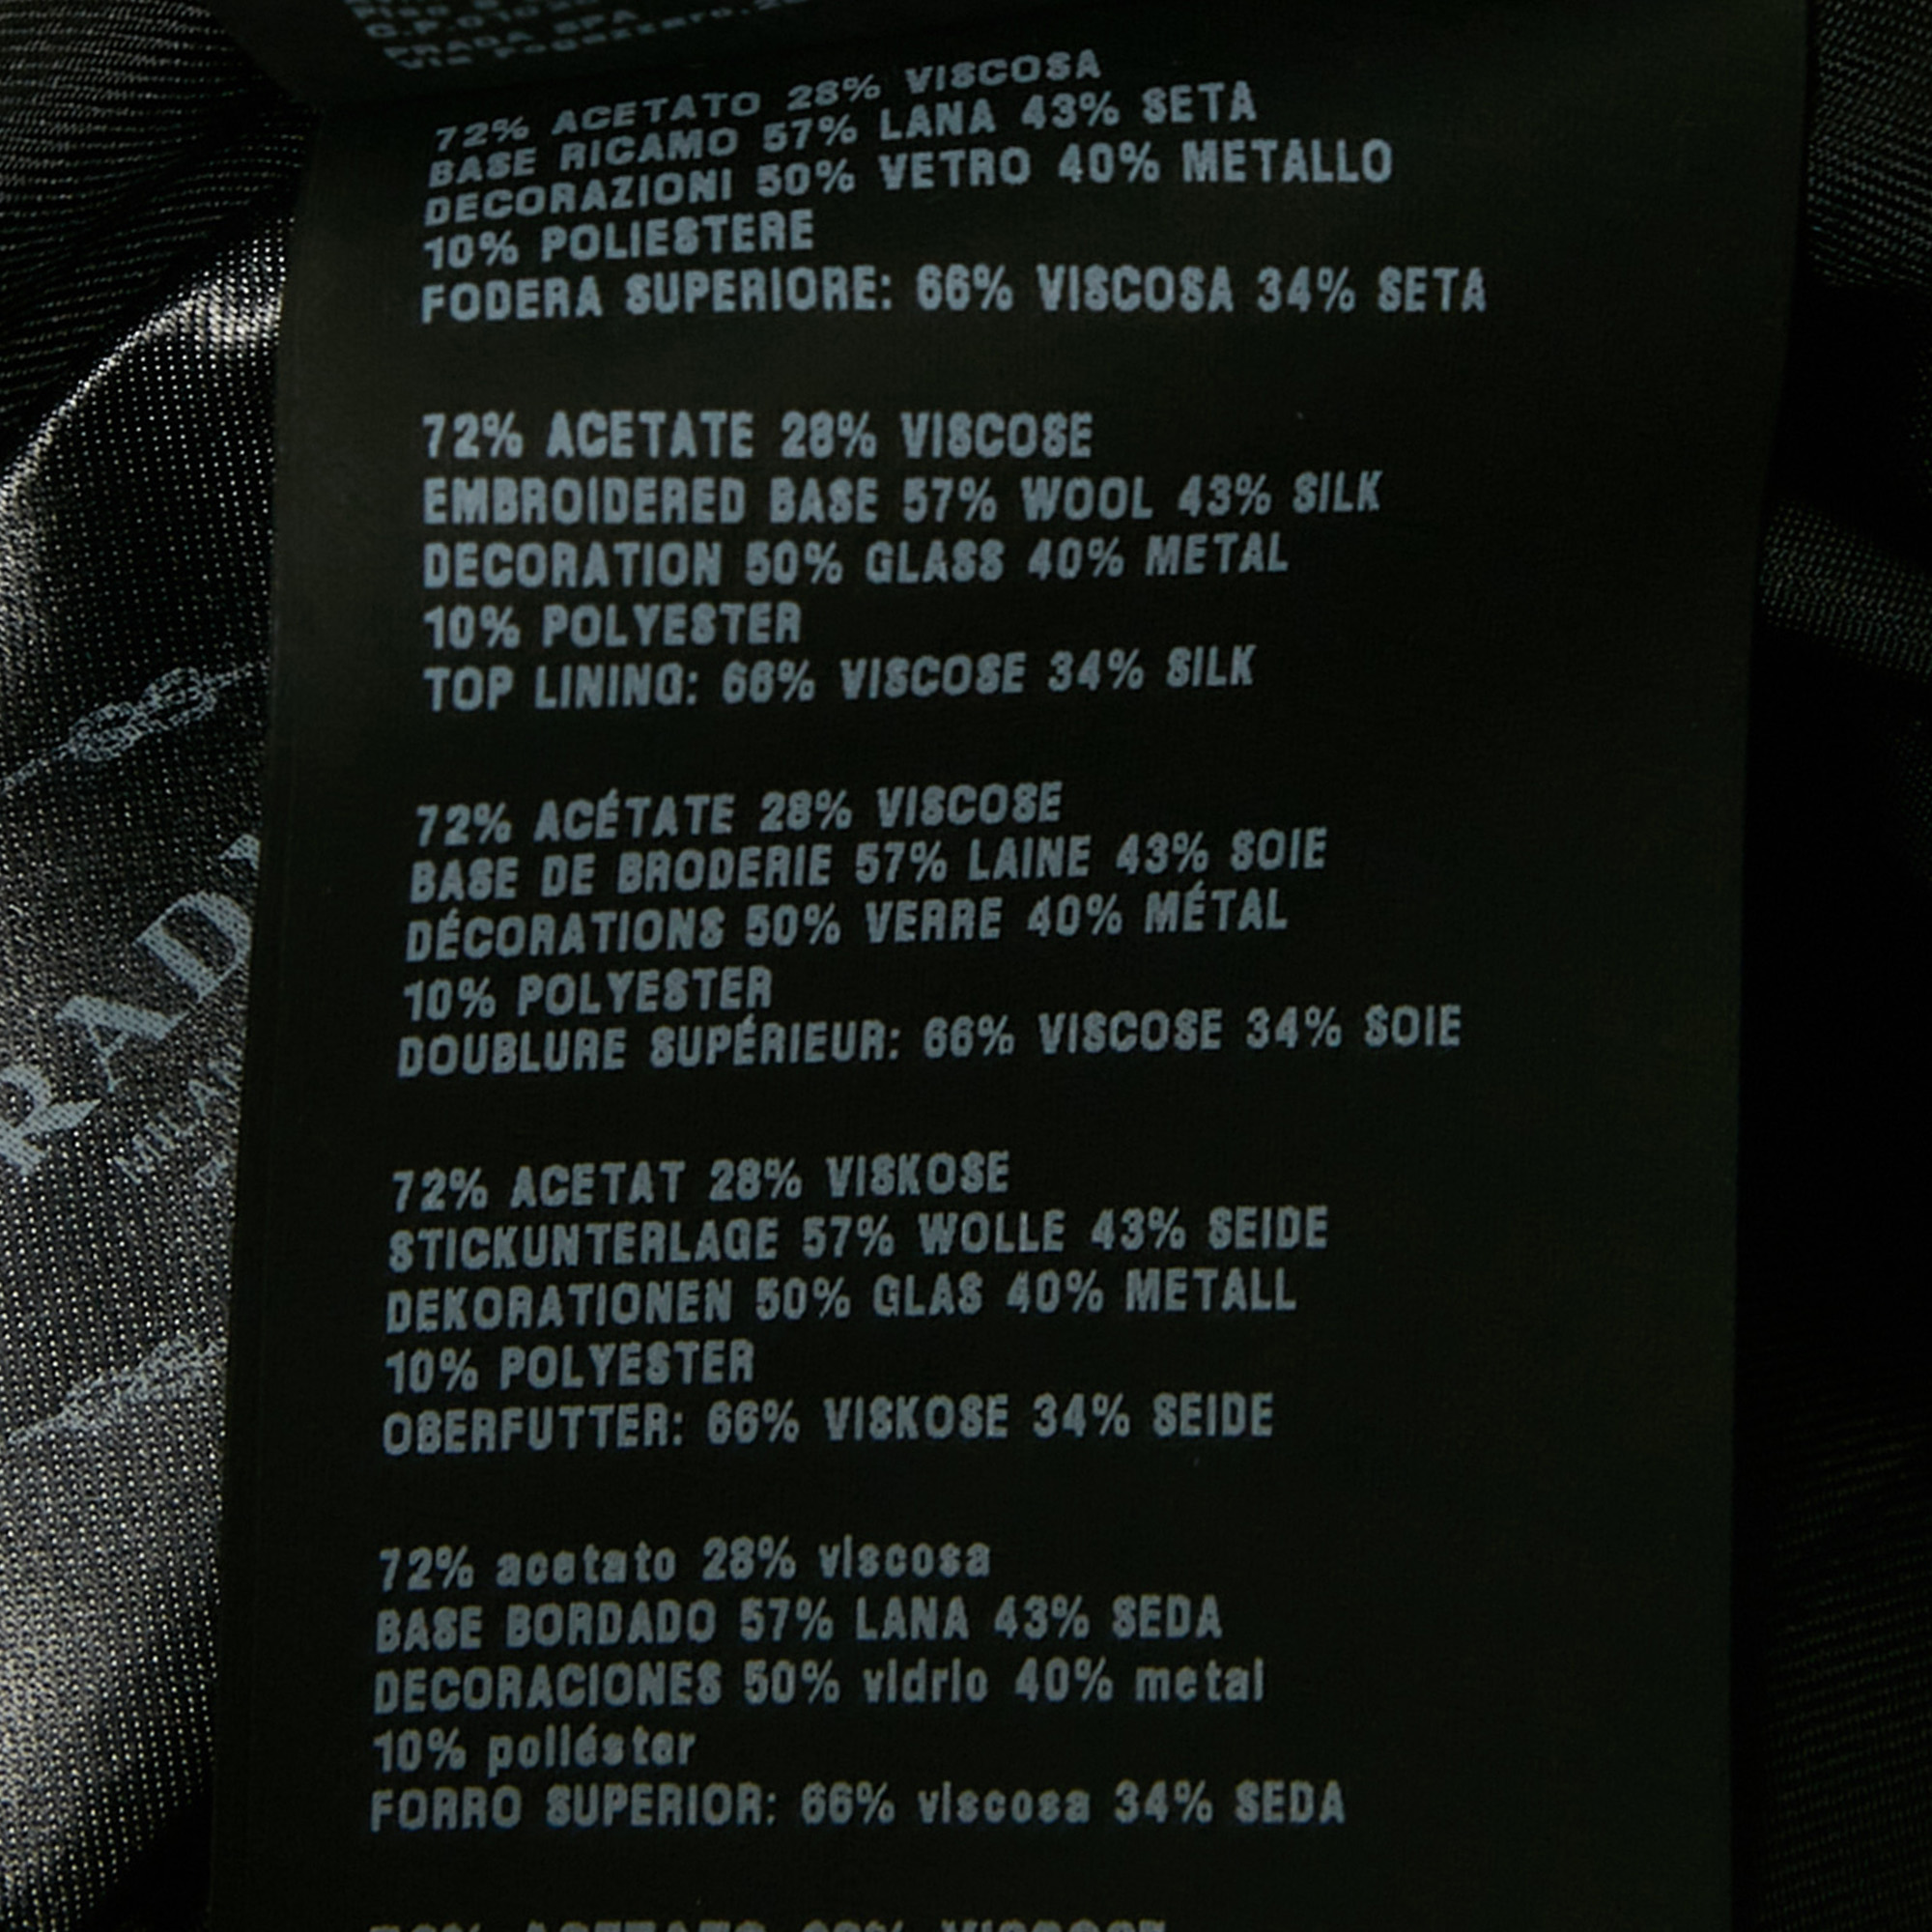 PRADA SPA
72% ACETATO 28% VISCOSA
BASE RICAMO 57% LANA 43% SETA
DECORAZIONI 50% VETRO 40% METALLO
10% POLIESTERE
FODERA SUPERIORE: 66% VISCOSA 34% SETA
72% ACETATE 28% VISCOSE
EMBROIDERED BASE 57% WOOL 43% SILK
DECORATION 50% GLASS 40% METAL
10% POLYESTER
TOP LINING: 66% VISCOSE 34% SILK
72% ACÉTATE 28% VISCOSE
BASE DE BRODERIE 57% LAINE 43% SOIE
DÉCORATIONS 50% VERRE 40% MÉTAL
10% POLYESTER
DOUBLURE SUPÉRIEUR: 66% VISCOSE 34% SOIE
72% ACETAT 28% VISKOSE
STICKUNTERLAGE 57% WOLLE 43% SEIDE
DEKORATIONEN 50% GLAS 40% METALL
10% POLYESTER
OBERFUTTER: 66% VISKOSE 34% SEIDE
72% acetato 28% viscosa
BASE BORDADO 57% LANA 43% SEDA
DECORACIONES 50% vidrio 40% metal
10% poliéster
FORRO SUPERIOR: 66% viscosa 34% SEDA
RADA
MILAN